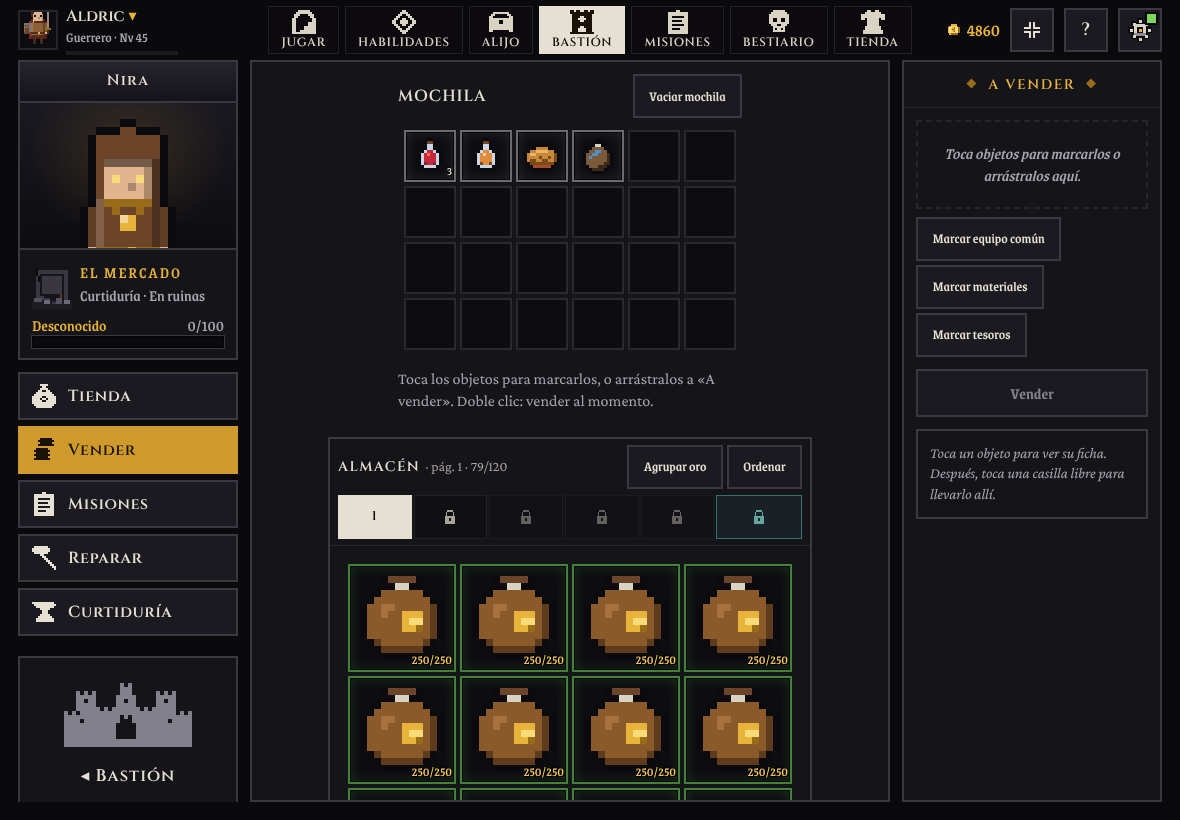 ALDRIC ▾
Guerrero · Nv 45
JUGAR
HABILIDADES
ALIJO
BASTIÓN
MISIONES
BESTIARIO
TIENDA
4860
?
NIRA
EL MERCADO
Curtiduría · En ruinas
Desconocido 0/100
TIENDA
VENDER
MISIONES
REPARAR
CURTIDURÍA
◂ BASTIÓN
MOCHILA
Vaciar mochila
3
Toca los objetos para marcarlos, o arrástralos a «A
vender». Doble clic: vender al momento.
ALMACÉN · pág. 1 · 79/120
Agrupar oro
Ordenar
I
250/250 250/250 250/250 250/250
250/250 250/250 250/250 250/250
◆ A VENDER ◆
Toca objetos para marcarlos o
arrástralos aquí.
Marcar equipo común
Marcar materiales
Marcar tesoros
Vender
Toca un objeto para ver su ficha.
Después, toca una casilla libre para
llevarlo allí.